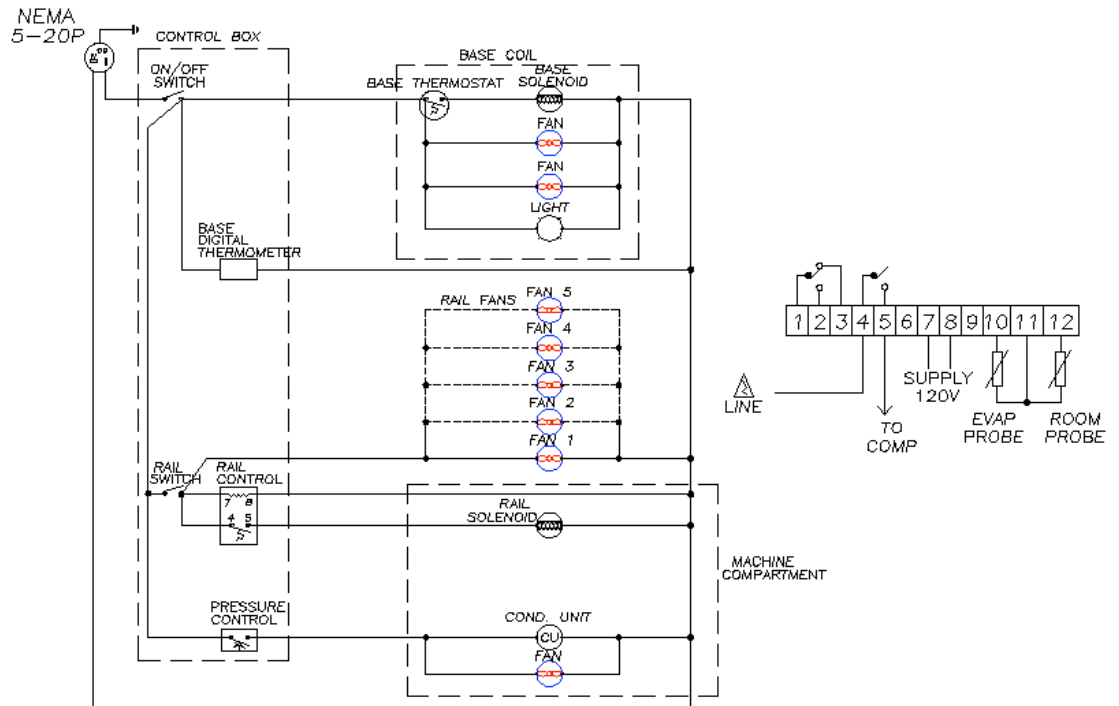 NEMA
5-20P
CONTROL BOX
ON/OFF
SWITCH
BASE COIL
BASE THERMOSTAT
BASE
SOLENOID
FAN
FAN
LIGHT
BASE
DIGITAL
THERMOMETER
RAIL FANS
FAN 5
FAN 4
FAN 3
FAN 2
FAN 1
RAIL
SWITCH
RAIL
CONTROL
7 8
4 5
RAIL
SOLENOID
MACHINE
COMPARTMENT
PRESSURE
CONTROL
COND. UNIT
CU
FAN
1 2 3 4 5 6 7 8 9 10 11 12
LINE
TO
COMP
SUPPLY
120V
EVAP
PROBE
ROOM
PROBE